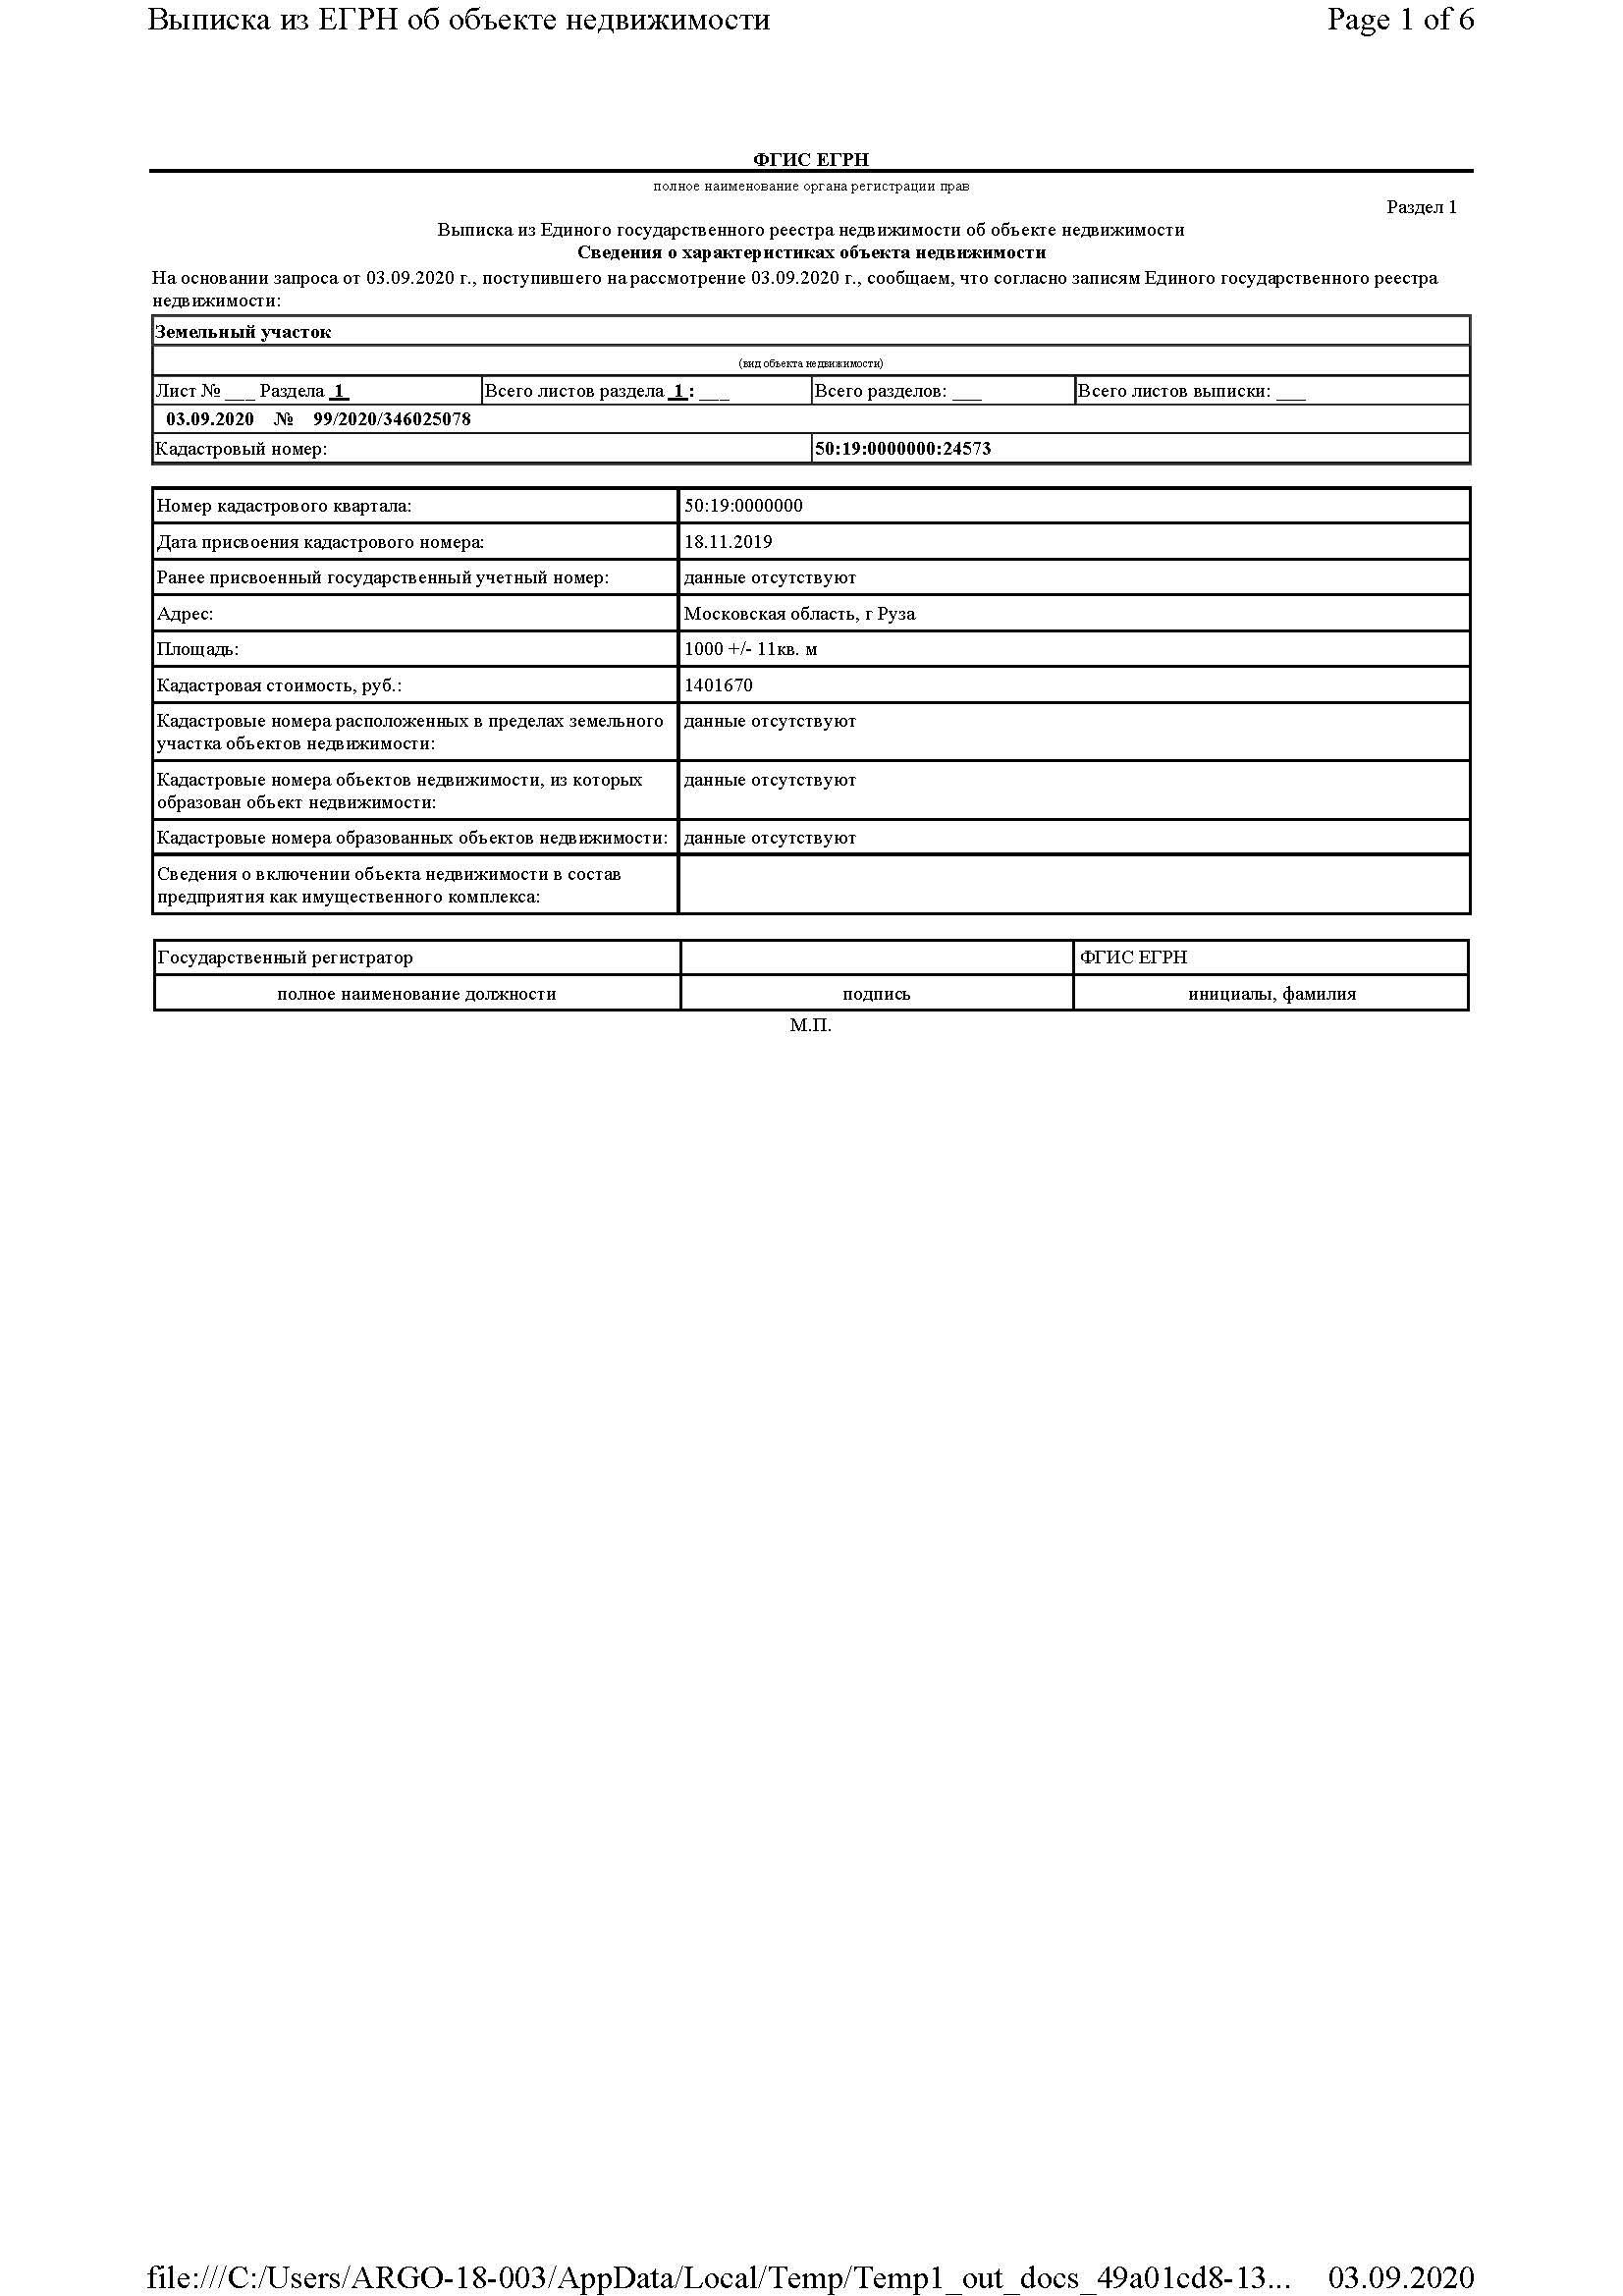 Выписка из ЕГРН об объекте недвижимости Page 1 of 6
ФГИС ЕГРН
полное наименование органа регистрации прав
Раздел 1
Выписка из Единого государственного реестра недвижимости об объекте недвижимости
Сведения о характеристиках объекта недвижимости
На основании запроса от 03.09.2020 г., поступившего на рассмотрение 03.09.2020 г., сообщаем, что согласно записям Единого государственного реестра
недвижимости:
Земельный участок
(вид объекта недвижимости)
Лист № ___ Раздела 1 Всего листов раздела 1 : ___ Всего разделов: ___ Всего листов выписки: ___
03.09.2020 № 99/2020/346025078
Кадастровый номер: 50:19:0000000:24573
Номер кадастрового квартала: 50:19:0000000
Дата присвоения кадастрового номера: 18.11.2019
Ранее присвоенный государственный учетный номер: данные отсутствуют
Адрес: Московская область, г Руза
Площадь: 1000 +/- 11кв. м
Кадастровая стоимость, руб.: 1401670
Кадастровые номера расположенных в пределах земельного данные отсутствуют
участка объектов недвижимости:
Кадастровые номера объектов недвижимости, из которых данные отсутствуют
образован объект недвижимости:
Кадастровые номера образованных объектов недвижимости: данные отсутствуют
Сведения о включении объекта недвижимости в состав
предприятия как имущественного комплекса:
Государственный регистратор ФГИС ЕГРН
полное наименование должности подпись инициалы, фамилия
М.П.
file:///C:/Users/ARGO-18-003/AppData/Local/Temp/Temp1_out_docs_49a01cd8-13... 03.09.2020